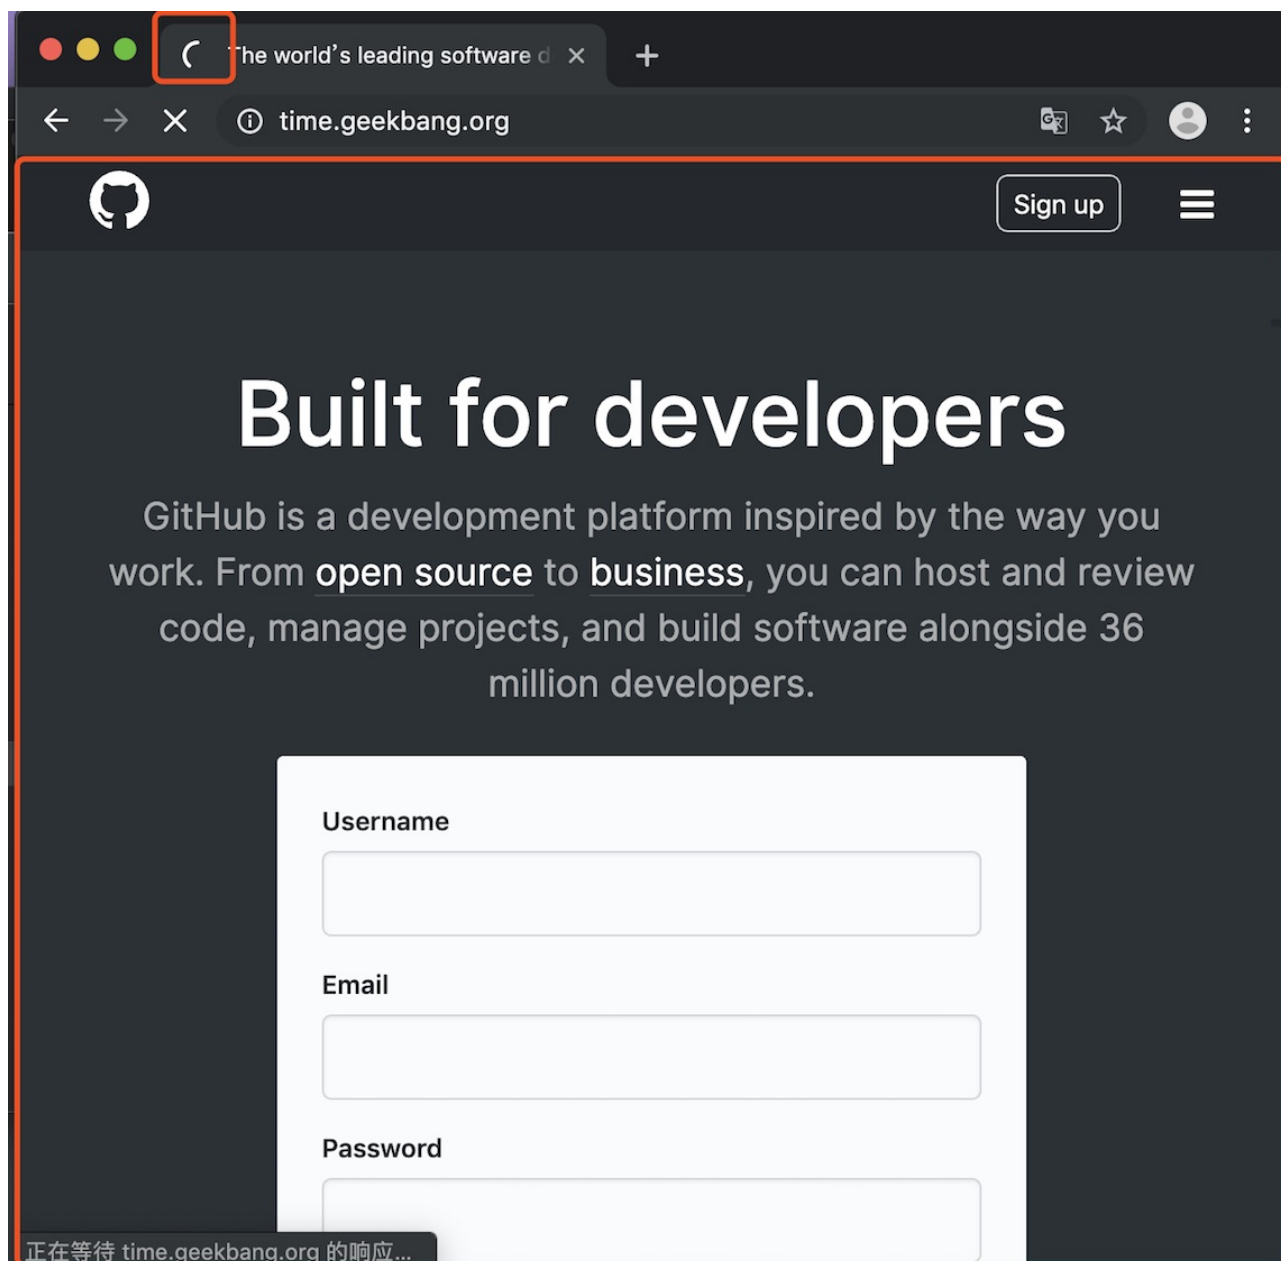 The world's leading software d
time.geekbang.org
Sign up
Built for developers
GitHub is a development platform inspired by the way you
work. From open source to business, you can host and review
code, manage projects, and build software alongside 36
million developers.
Username
Email
Password
正在等待 time.geekbang.org 的响应...